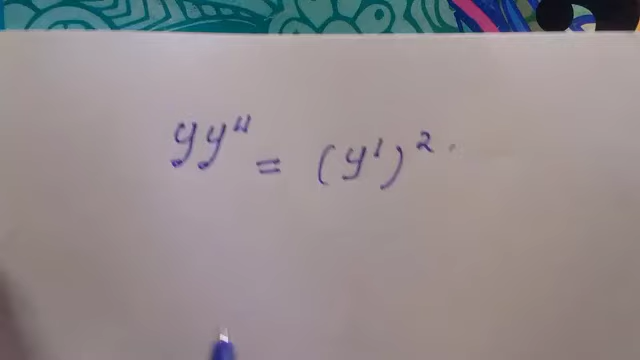 yy" = (y')².